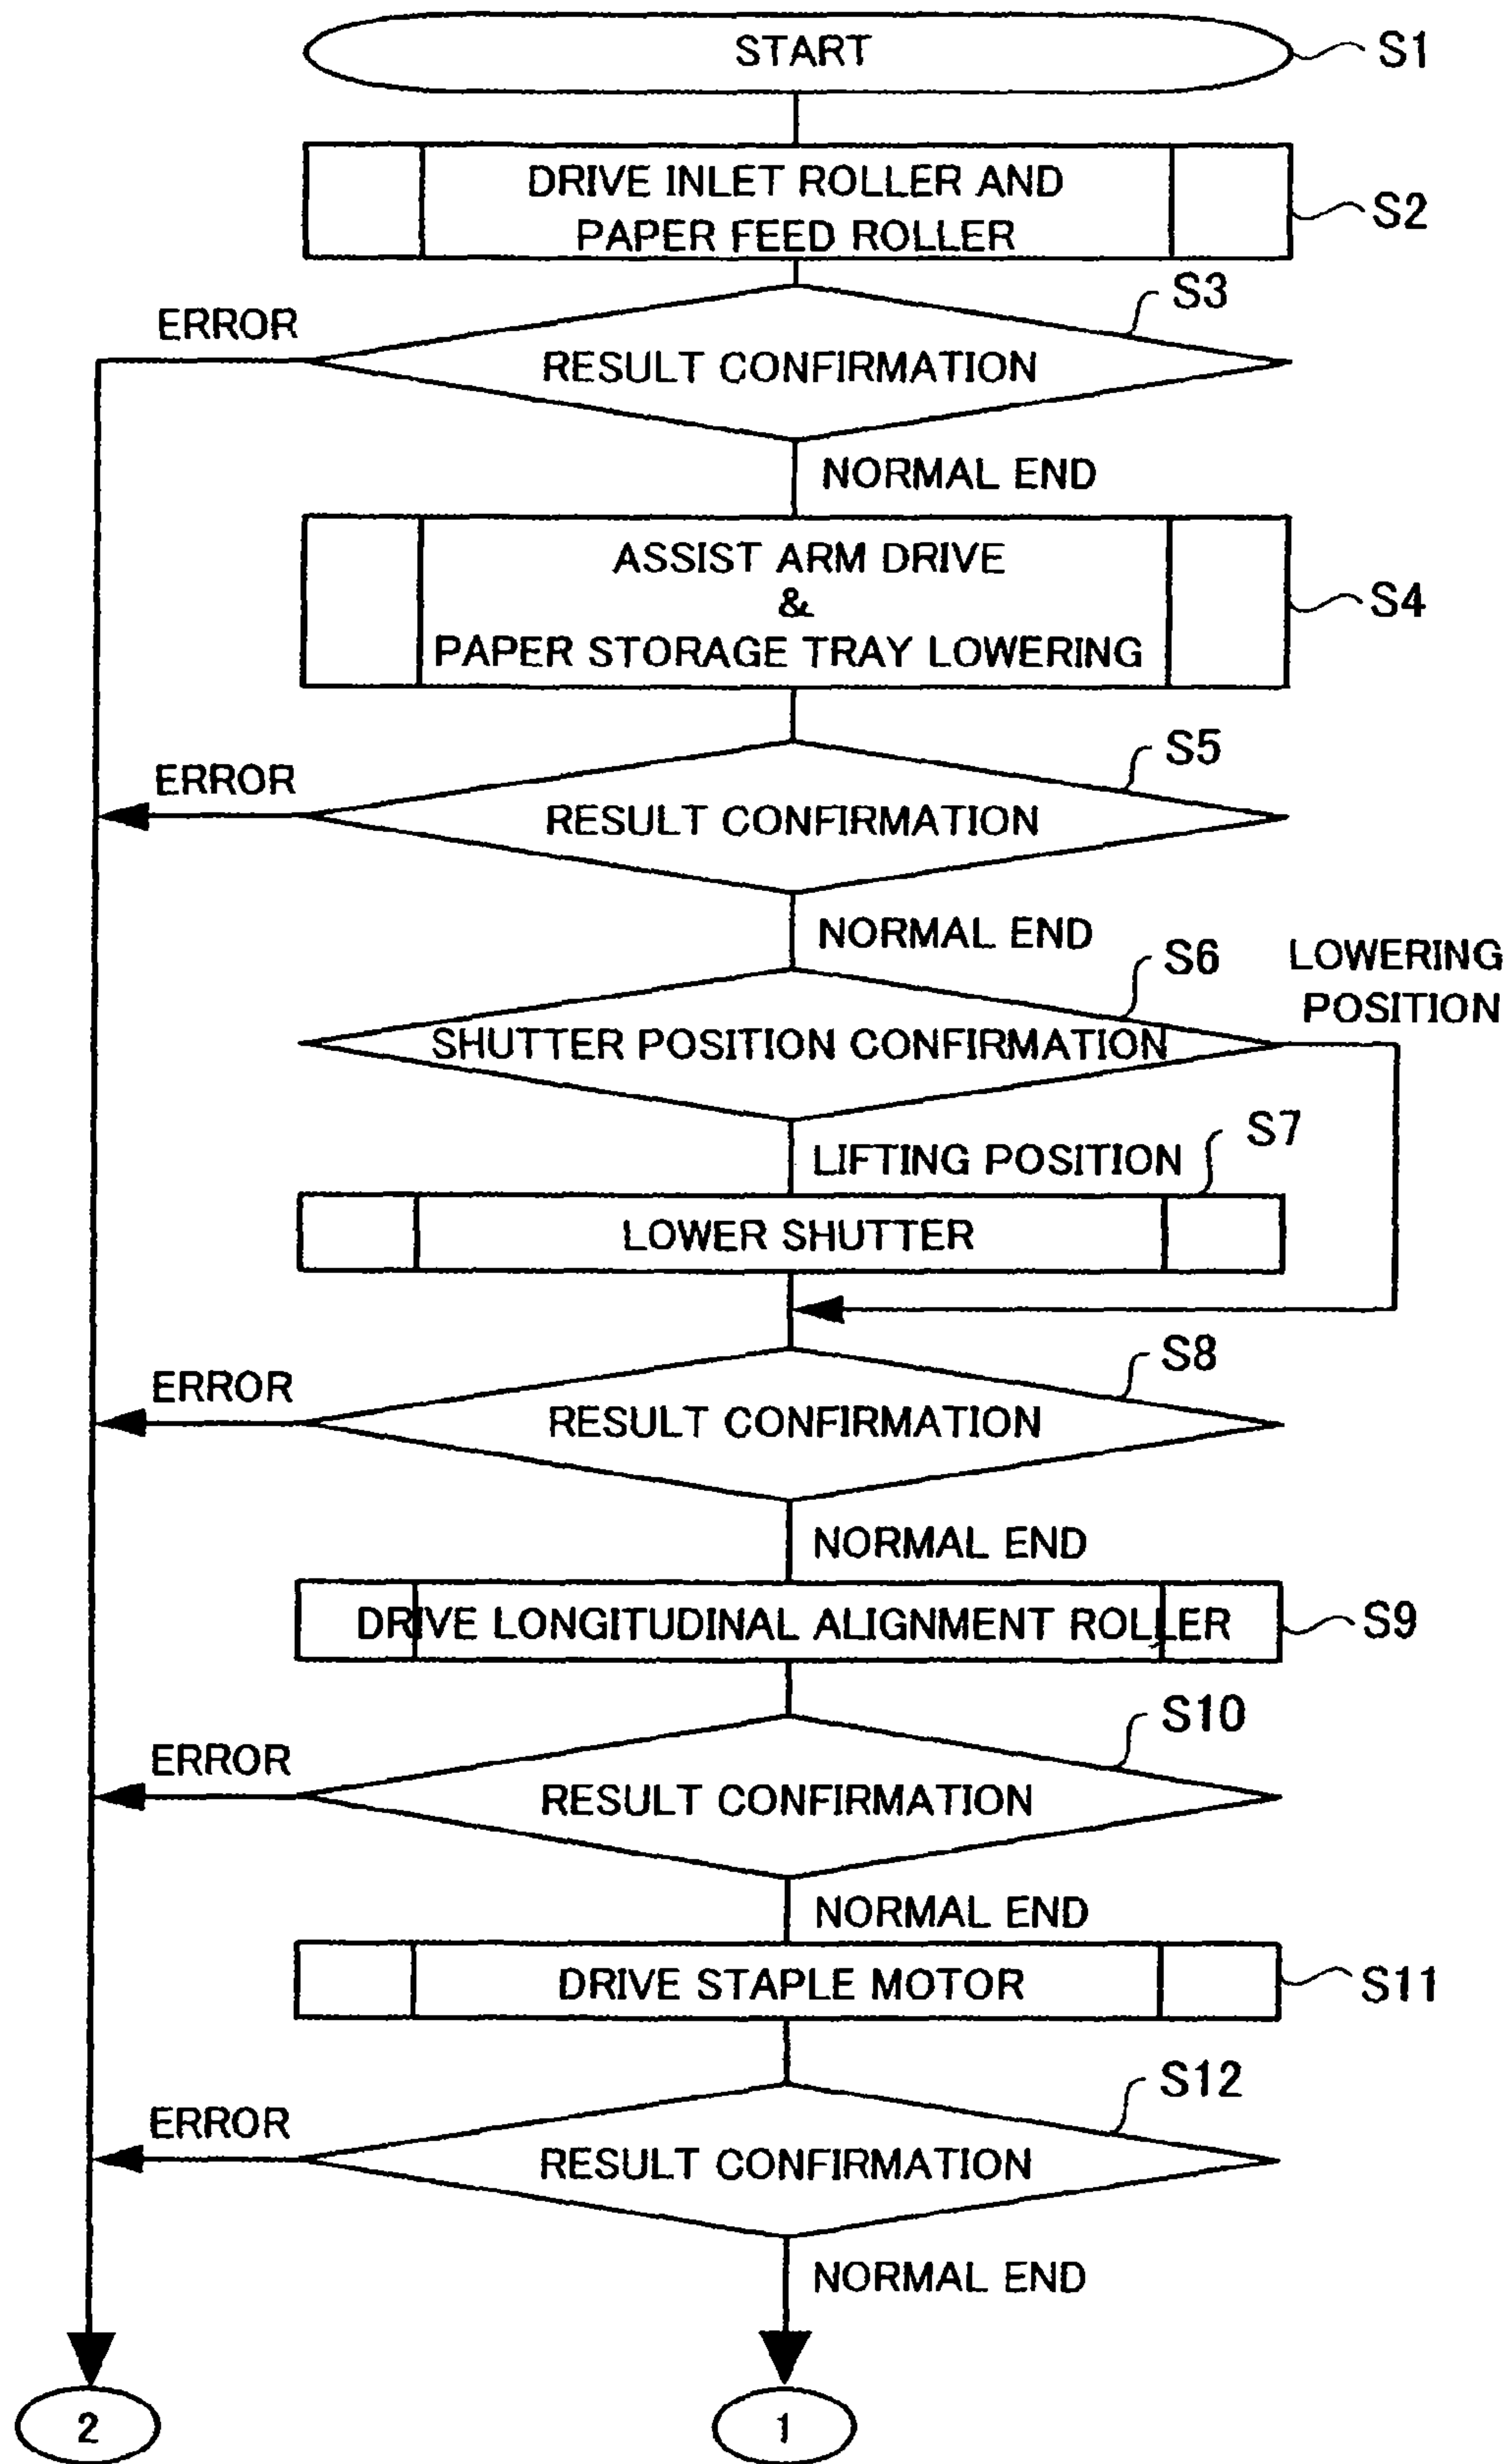 START
S1
DRIVE INLET ROLLER AND
PAPER FEED ROLLER
S2
S3
ERROR
RESULT CONFIRMATION
NORMAL END
ASSIST ARM DRIVE
&
PAPER STORAGE TRAY LOWERING
S4
S5
ERROR
RESULT CONFIRMATION
NORMAL END
S6
LOWERING
POSITION
SHUTTER POSITION CONFIRMATION
S7
LIFTING POSITION
LOWER SHUTTER
S8
ERROR
RESULT CONFIRMATION
NORMAL END
DRIVE LONGITUDINAL ALIGNMENT ROLLER
S9
S10
ERROR
RESULT CONFIRMATION
NORMAL END
DRIVE STAPLE MOTOR
S11
S12
ERROR
RESULT CONFIRMATION
NORMAL END
2
1